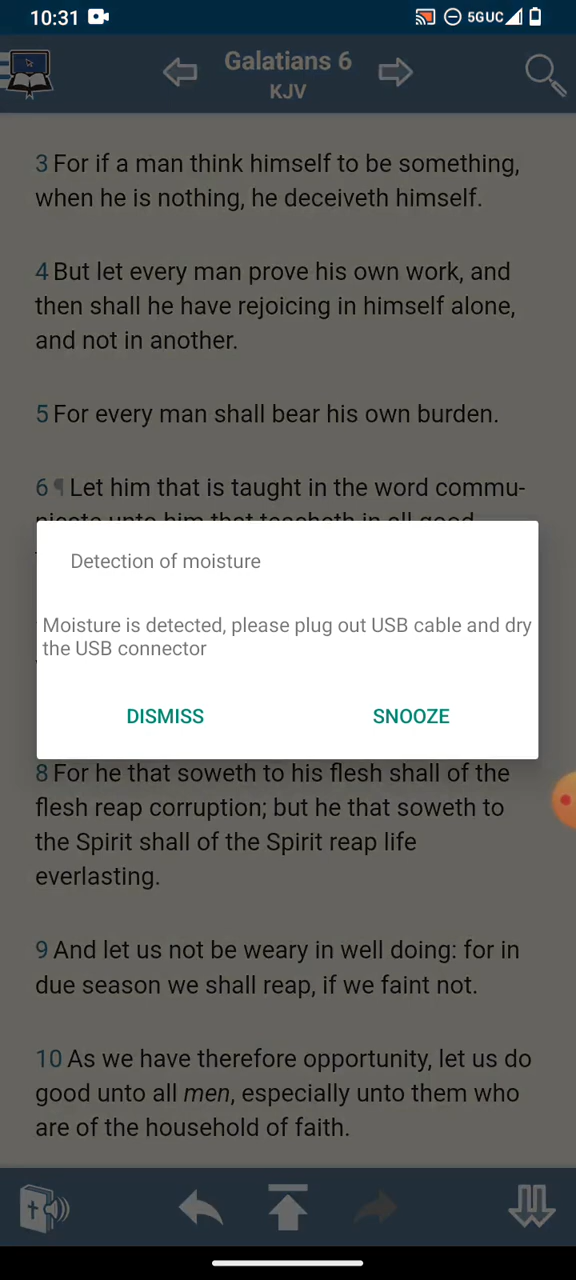 10:31
5GUC
Galatians 6
KJV
3 For if a man think himself to be something,
when he is nothing, he deceiveth himself.
4 But let every man prove his own work, and
then shall he have rejoicing in himself alone,
and not in another.
5 For every man shall bear his own burden.
6 ¶ Let him that is taught in the word commu-
nicate unto him that teacheth in all good
Detection of moisture
Moisture is detected, please plug out USB cable and dry
the USB connector
DISMISS SNOOZE
8 For he that soweth to his flesh shall of the
flesh reap corruption; but he that soweth to
the Spirit shall of the Spirit reap life
everlasting.
9 And let us not be weary in well doing: for in
due season we shall reap, if we faint not.
10 As we have therefore opportunity, let us do
good unto all men, especially unto them who
are of the household of faith.